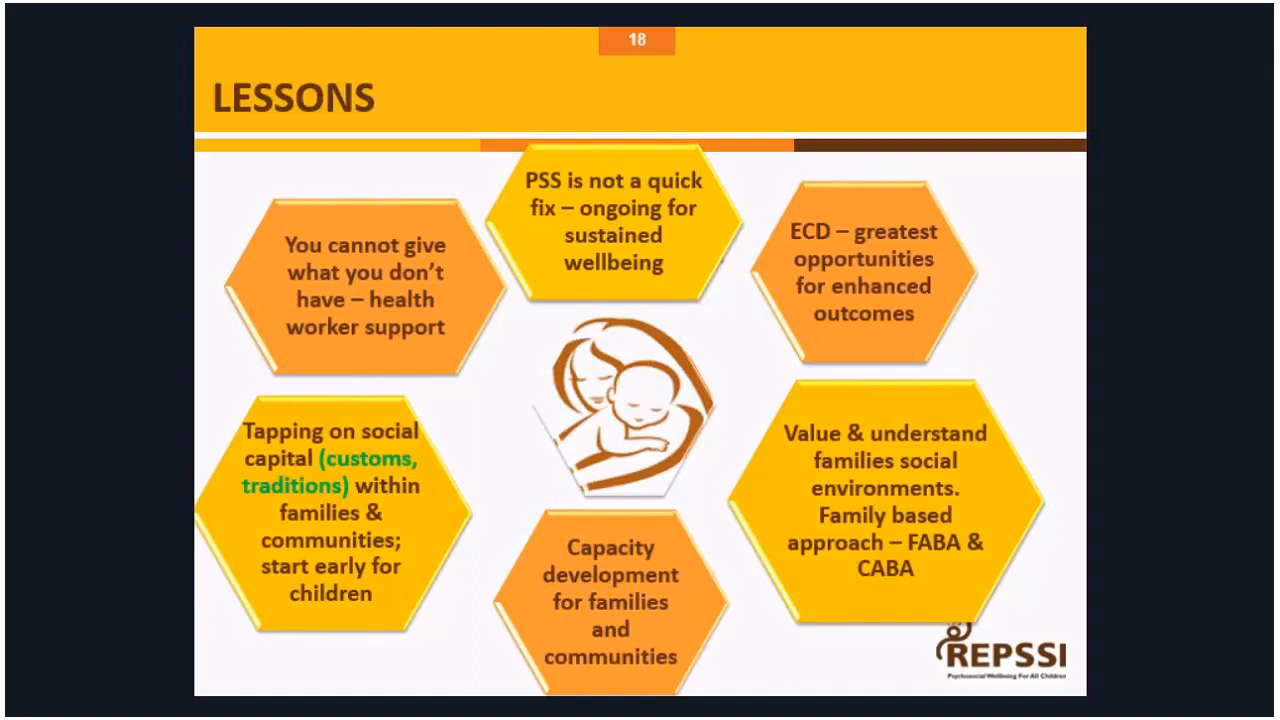 18
LESSONS
PSS is not a quick
fix – ongoing for
sustained
wellbeing
You cannot give
what you don’t
have – health
worker support
ECD – greatest
opportunities
for enhanced
outcomes
Tapping on social
capital (customs,
traditions) within
families &
communities;
start early for
children
Value & understand
families social
environments.
Family based
approach – FABA &
CABA
Capacity
development
for families
and
communities
REPSSI
Psychosocial Wellbeing For All Children